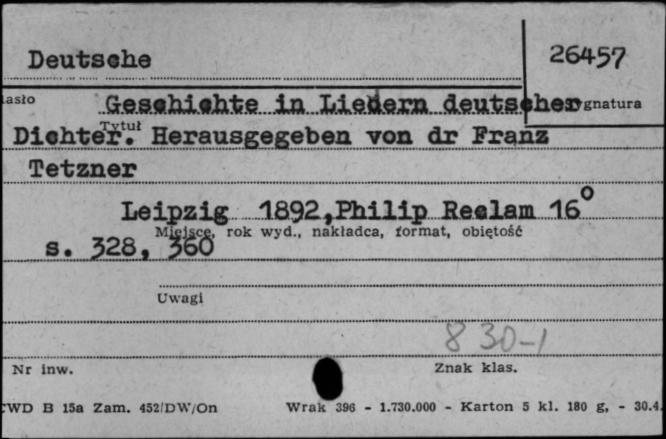 Deutsche
26457
asło
Geschichte in Liedern deutscher
gnatura
Dichter. Herausgegeben von dr Franz
Tytuł
Tetzner
Leipzig 1892, Philip Reclam 16°
Miejsce, rok wyd., nakładca, format, objętość
s. 328, 360
Uwagi
830-1
Nr inw.
Znak klas.
WD B 15a Zam. 452/DW/On Wrak 396 - 1.730.000 - Karton 5 kl. 180 g, - 30.4.